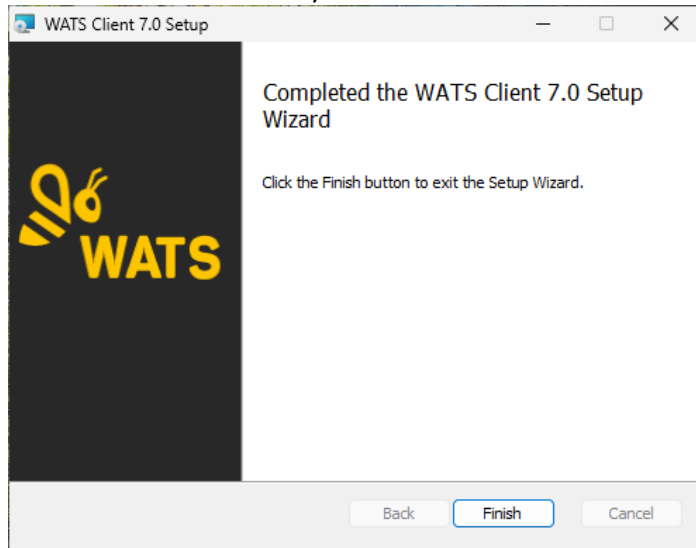 WATS Client 7.0 Setup
Completed the WATS Client 7.0 Setup
Wizard
Click the Finish button to exit the Setup Wizard.
WATS
Back
Finish
Cancel